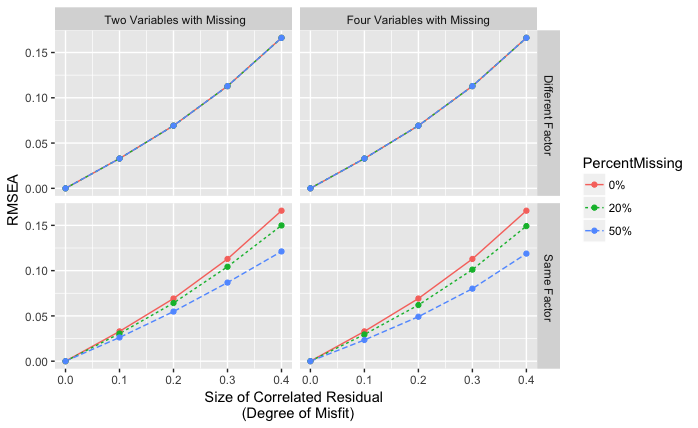 Two Variables with Missing
Four Variables with Missing
Different Factor
Same Factor
RMSEA
0.15
0.10
0.05
0.00
0.15
0.10
0.05
0.00
0.0 0.1 0.2 0.3 0.4
0.0 0.1 0.2 0.3 0.4
Size of Correlated Residual
(Degree of Misfit)
PercentMissing
0%
20%
50%